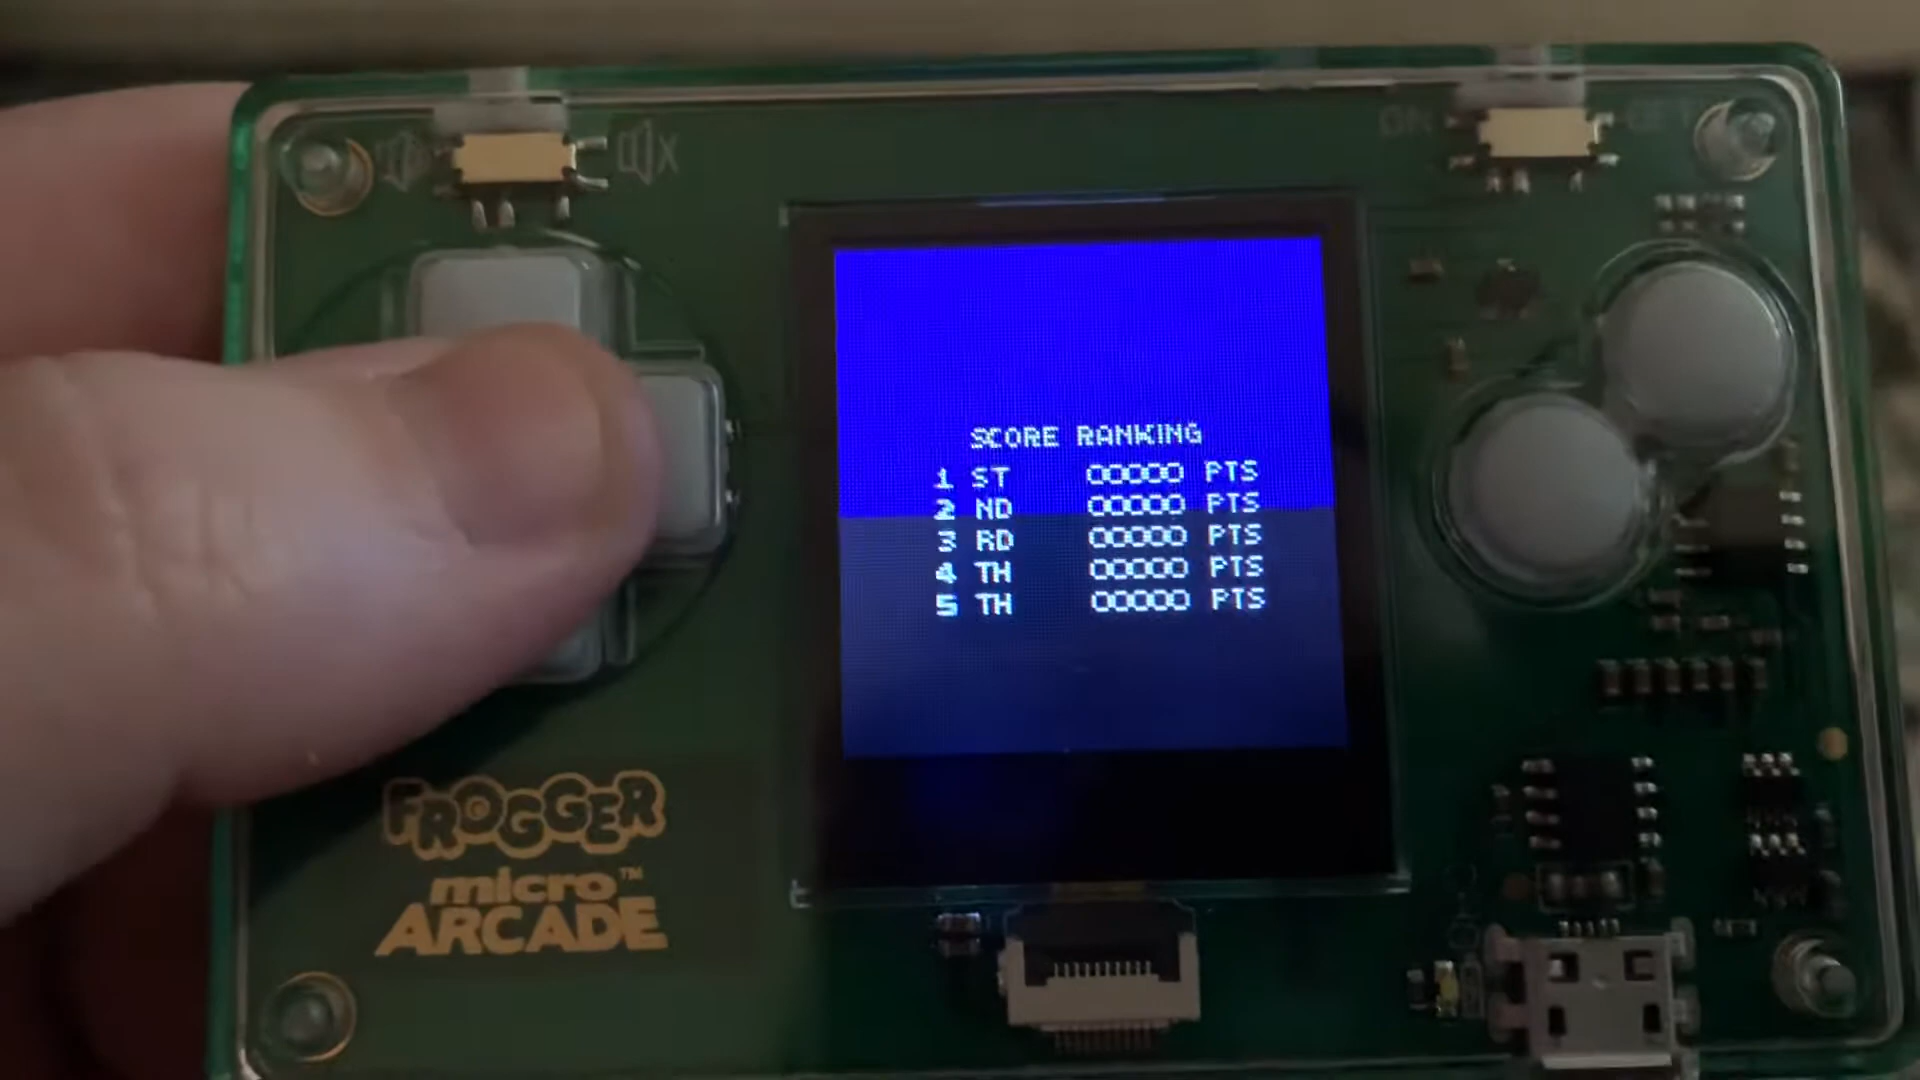 ON
SCORE RANKING
1 ST 00000 PTS
2 ND 00000 PTS
3 RD 00000 PTS
4 TH 00000 PTS
5 TH 00000 PTS
FROGGER
micro™
ARCADE